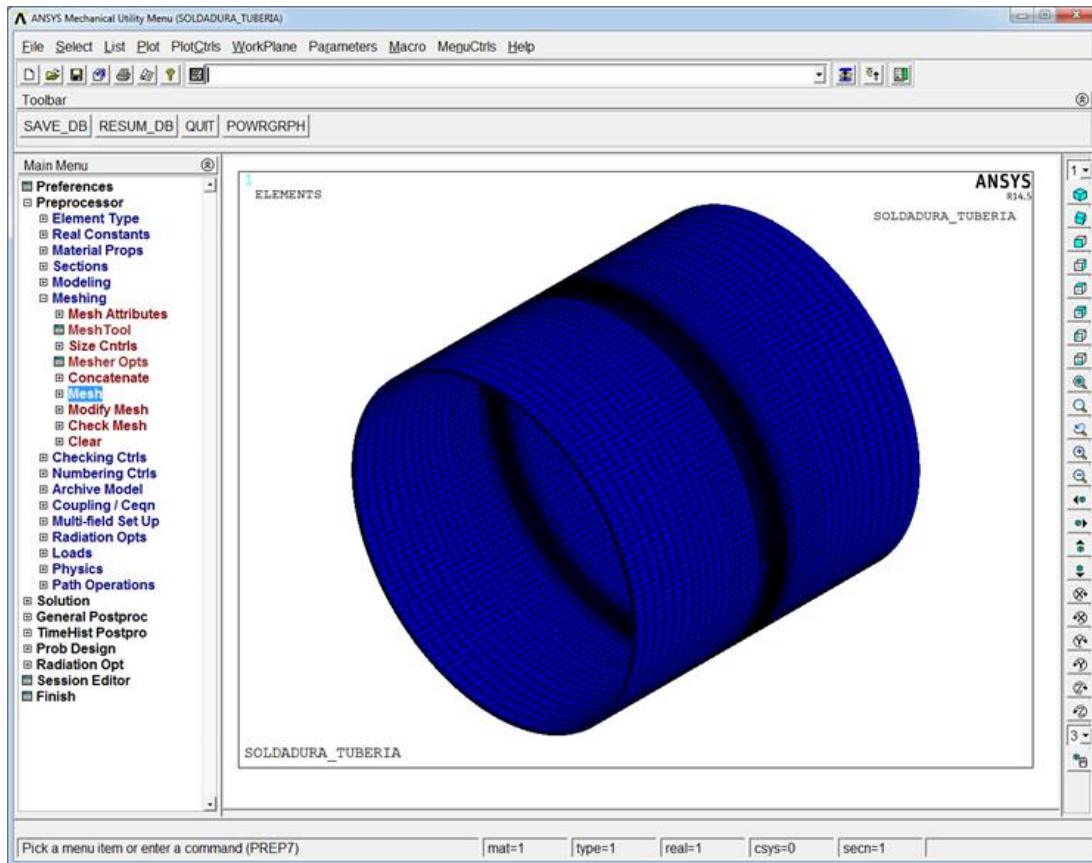 ANSYS Mechanical Utility Menu (SOLDADURA_TUBERIA)
File Select List Plot PlotCtrls WorkPlane Parameters Macro MenuCtrls Help
Toolbar
SAVE_DB RESUM_DB QUIT POWRGRPH
Main Menu
Preferences
Preprocessor
Element Type
Real Constants
Material Props
Sections
Modeling
Meshing
Mesh Attributes
MeshTool
Size Cntrls
Mesher Opts
Concatenate
Mesh
Modify Mesh
Check Mesh
Clear
Checking Ctrls
Numbering Ctrls
Archive Model
Coupling / Ceqn
Multi-field Set Up
Radiation Opts
Loads
Physics
Path Operations
Solution
General Postproc
TimeHist Postpro
Prob Design
Radiation Opt
Session Editor
Finish
1
ELEMENTS
ANSYS
R14.5
SOLDADURA_TUBERIA
SOLDADURA_TUBERIA
1
3
Pick a menu item or enter a command (PREP7) mat=1 type=1 real=1 csys=0 secn=1